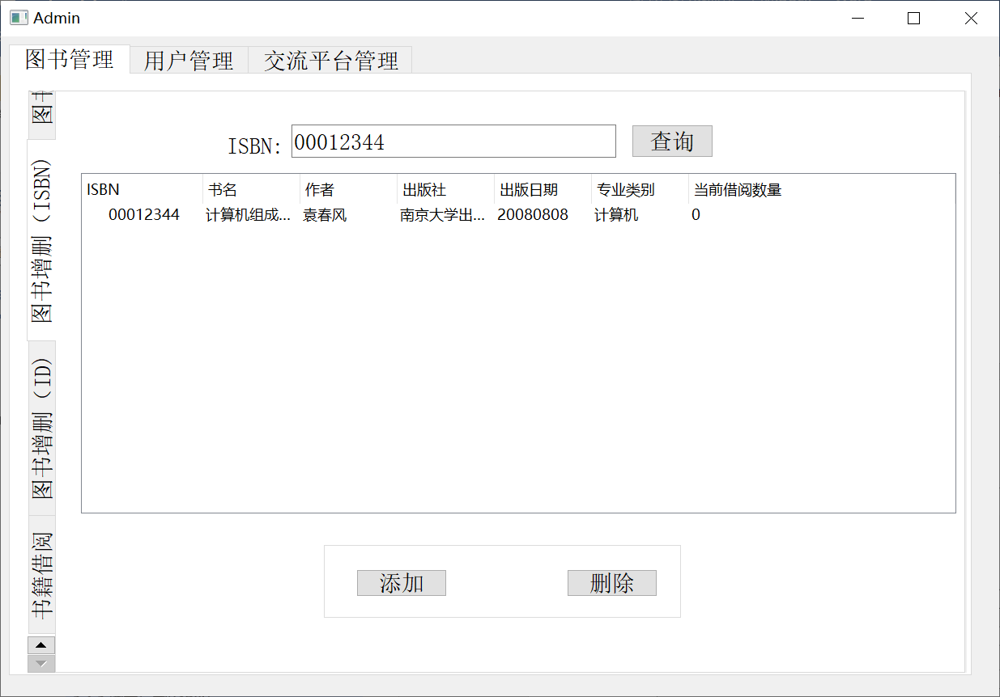 Admin
图书管理 用户管理 交流平台管理
图书增删（ISBN）
图书增删（ID）
书籍借阅
ISBN: 00012344 查询
ISBN 书名 作者 出版社 出版日期 专业类别 当前借阅数量
00012344 计算机组成... 袁春风 南京大学出... 20080808 计算机 0
添加 删除